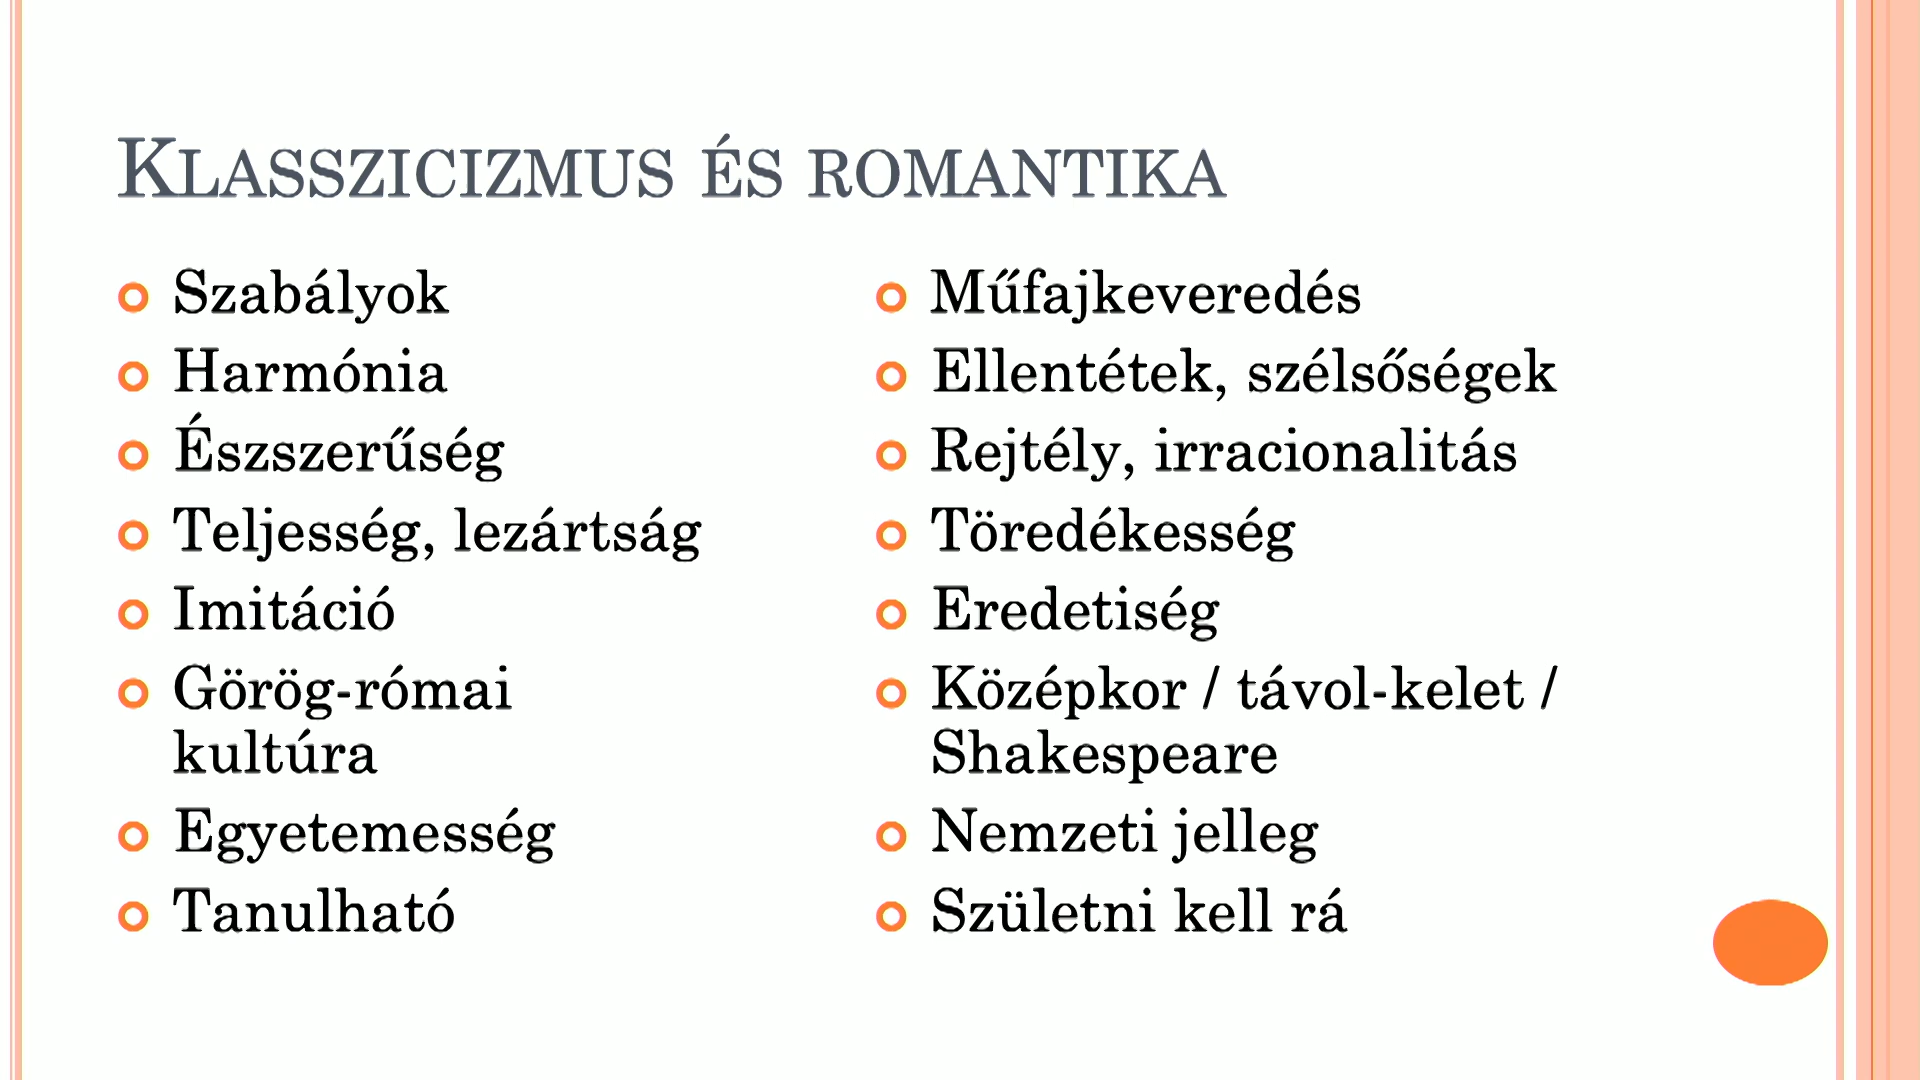 Klasszicizmus és romantika
Szabályok
Harmónia
Észszerűség
Teljesség, lezártság
Imitáció
Görög-római
kultúra
Egyetemesség
Tanulható
Műfajkeveredés
Ellentétek, szélsőségek
Rejtély, irracionalitás
Töredékesség
Eredetiség
Középkor / távol-kelet /
Shakespeare
Nemzeti jelleg
Születni kell rá